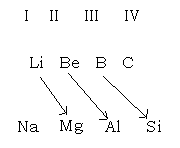 I II III IV
Li Be B C
Na Mg Al Si